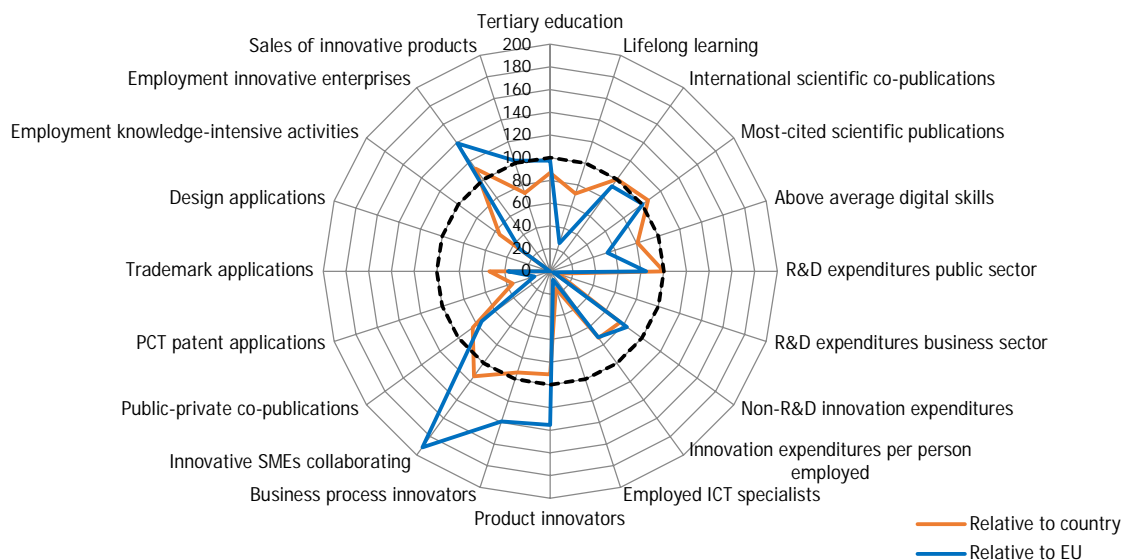 Tertiary education
Sales of innovative products
Lifelong learning
Employment innovative enterprises
International scientific co-publications
Employment knowledge-intensive activities
Most-cited scientific publications
Design applications
Above average digital skills
Trademark applications
R&D expenditures public sector
PCT patent applications
R&D expenditures business sector
Public-private co-publications
Non-R&D innovation expenditures
Innovative SMEs collaborating
Innovation expenditures per person
employed
Business process innovators
Employed ICT specialists
Product innovators
200
180
160
140
120
100
80
60
40
20
0
Relative to country
Relative to EU